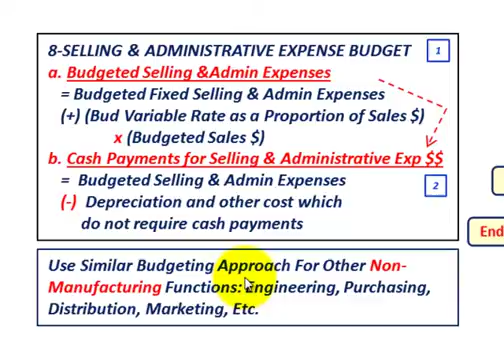 8-SELLING & ADMINISTRATIVE EXPENSE BUDGET
1
a. Budgeted Selling &Admin Expenses
= Budgeted Fixed Selling & Admin Expenses
(+) (Bud Variable Rate as a Proportion of Sales $)
x (Budgeted Sales $)
b. Cash Payments for Selling & Administrative Exp $$
= Budgeted Selling & Admin Expenses
2
(-) Depreciation and other cost which
do not require cash payments
End
Use Similar Budgeting Approach For Other Non-
Manufacturing Functions: Engineering, Purchasing,
Distribution, Marketing, Etc.